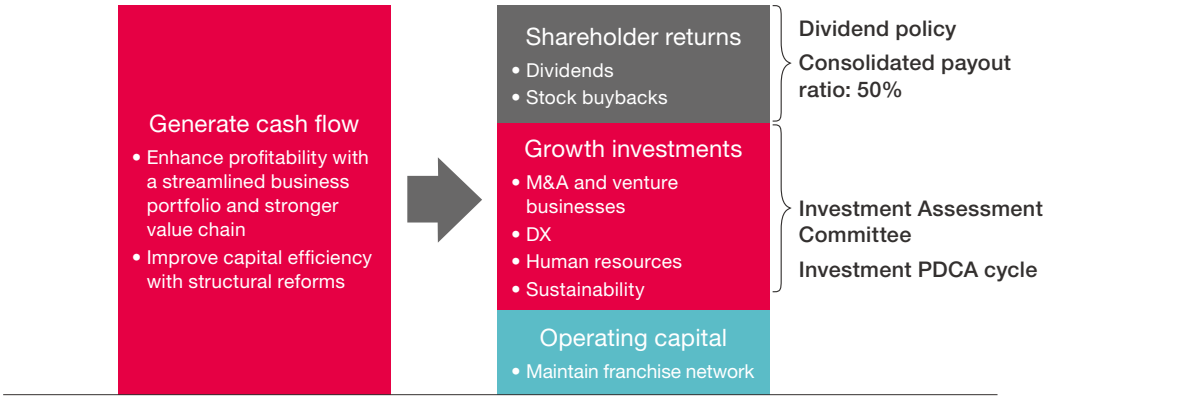 Generate cash flow
• Enhance profitability with
a streamlined business
portfolio and stronger
value chain
• Improve capital efficiency
with structural reforms
Shareholder returns
• Dividends
• Stock buybacks
Dividend policy
Consolidated payout
ratio: 50%
Growth investments
• M&A and venture
businesses
• DX
• Human resources
• Sustainability
Investment Assessment
Committee
Investment PDCA cycle
Operating capital
• Maintain franchise network